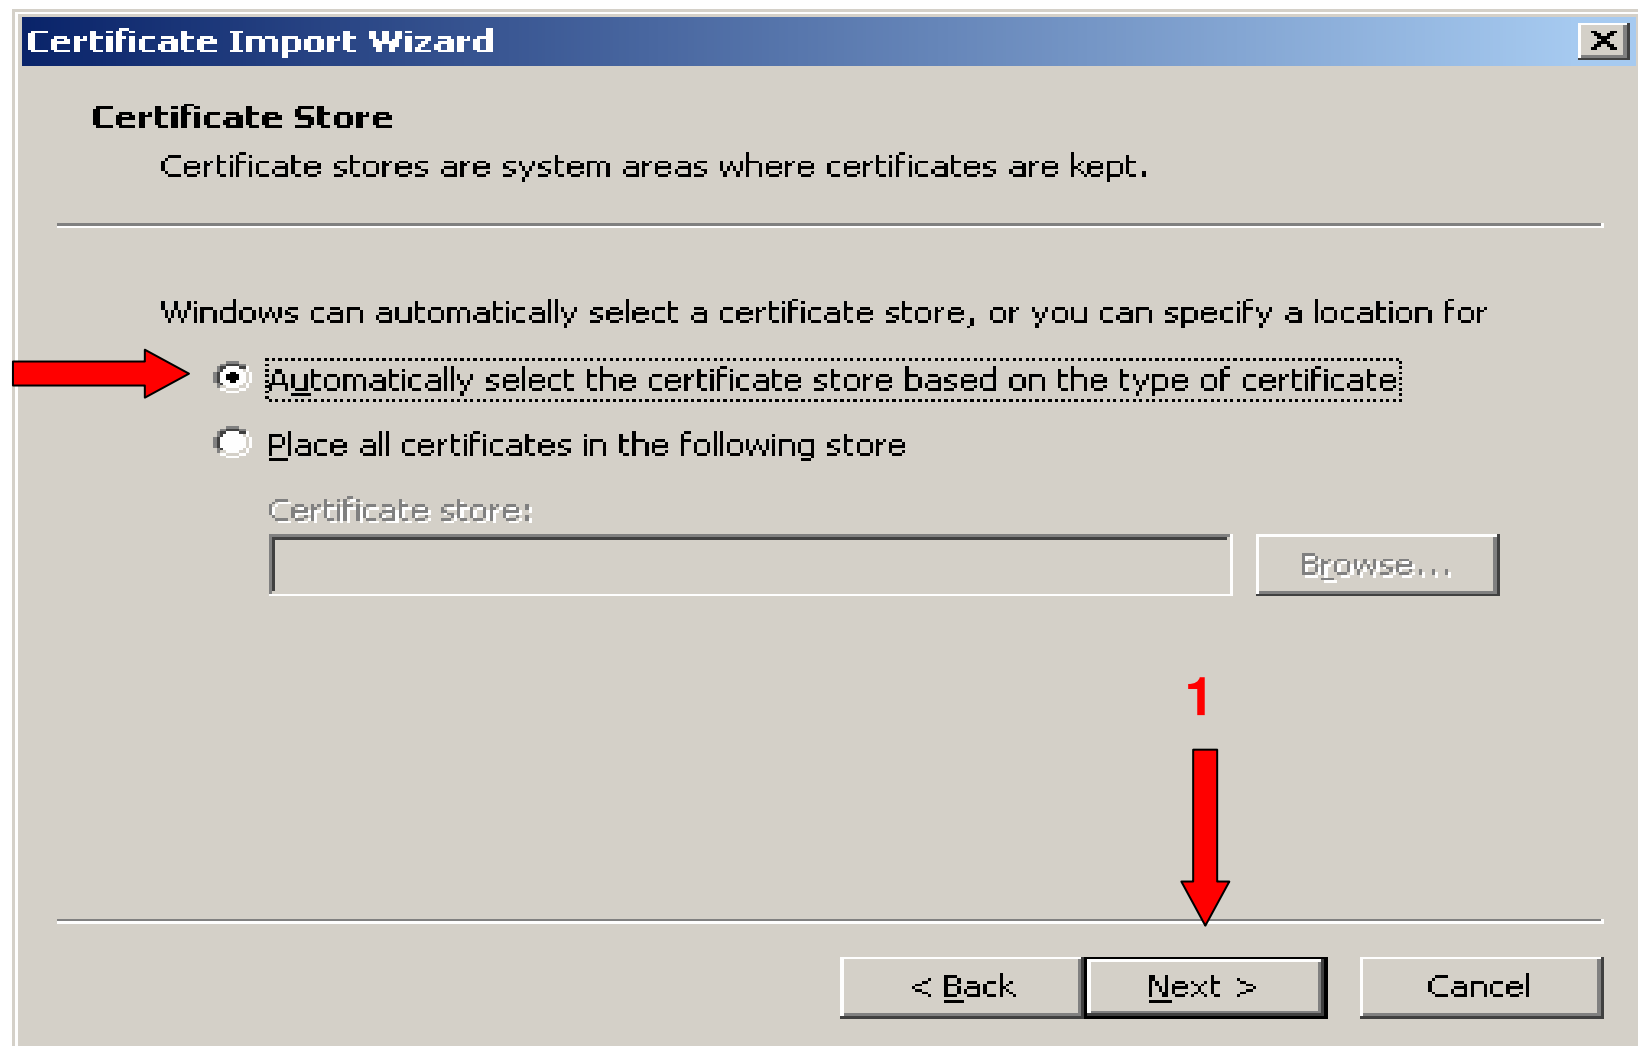 Certificate Import Wizard
Certificate Store
Certificate stores are system areas where certificates are kept.
Windows can automatically select a certificate store, or you can specify a location for
Automatically select the certificate store based on the type of certificate
Place all certificates in the following store
Certificate store:
Browse...
1
< Back Next > Cancel